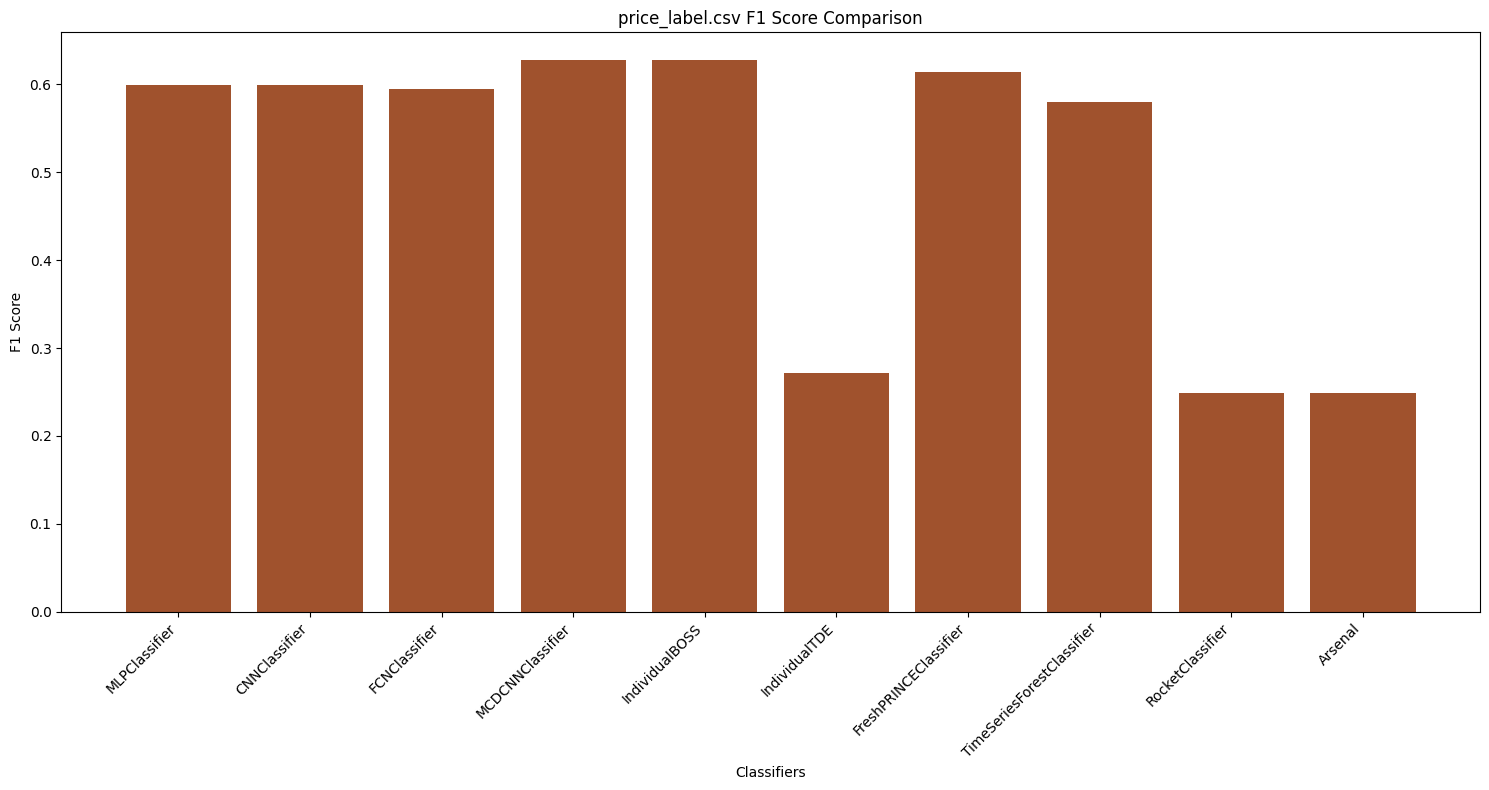 price_label.csv F1 Score Comparison
F1 Score
0.6
0.5
0.4
0.3
0.2
0.1
0.0
MLPClassifier
CNNClassifier
FCNClassifier
MCDCNNClassifier
IndividualBOSS
IndividualTDE
FreshPRINCEClassifier
TimeSeriesForestClassifier
RocketClassifier
Arsenal
Classifiers